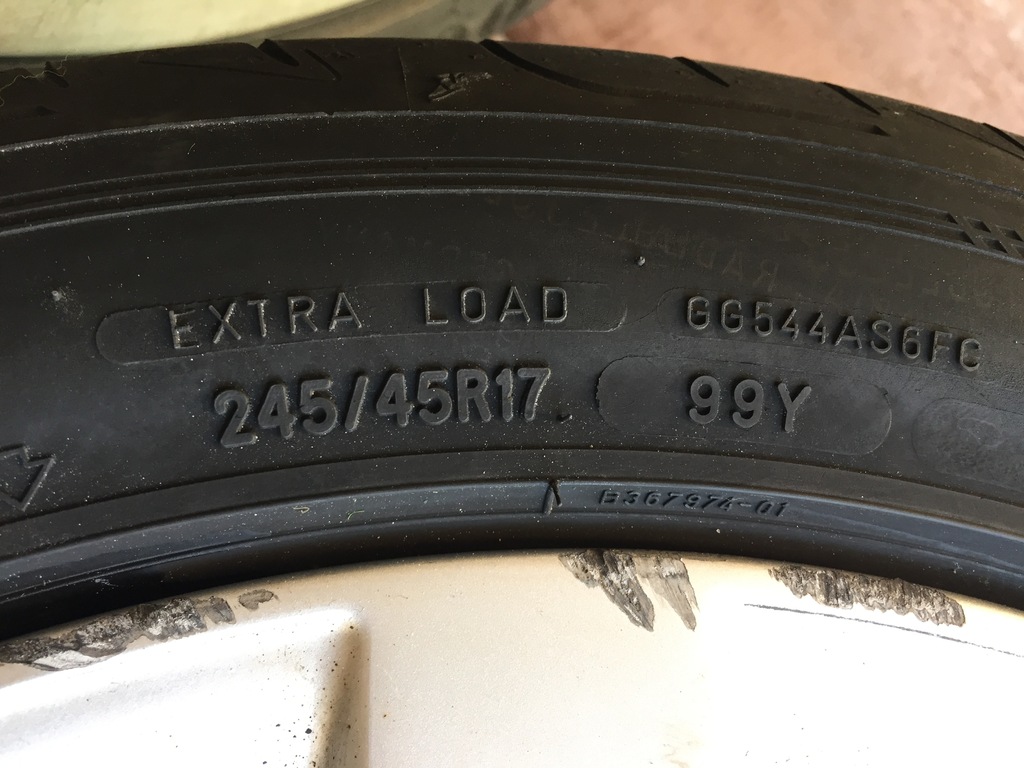 EXTRA LOAD
GG544AS6FC
245/45R17 99Y
B367974-01